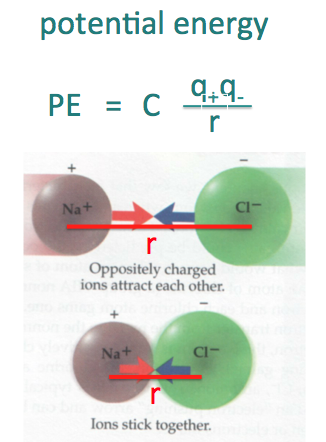 potential energy
PE = C q₊q₋
r
+ −
Na+ Cl−
r
Oppositely charged
ions attract each other.
+ −
Na+ Cl−
r
Ions stick together.